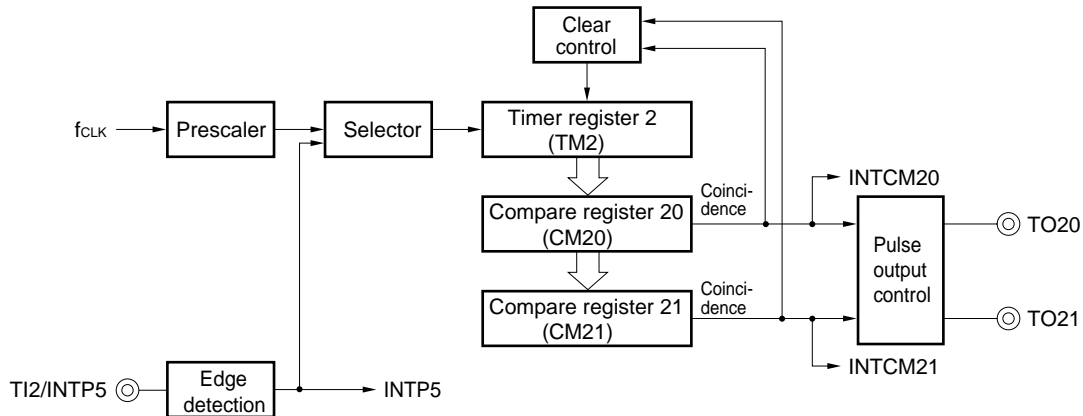 Clear
control
fCLK
Prescaler
Selector
Timer register 2
(TM2)
Coinci-
dence
INTCM20
Compare register 20
(CM20)
Pulse
output
control
TO20
Coinci-
dence
Compare register 21
(CM21)
TO21
INTCM21
TI2/INTP5
Edge
detection
INTP5